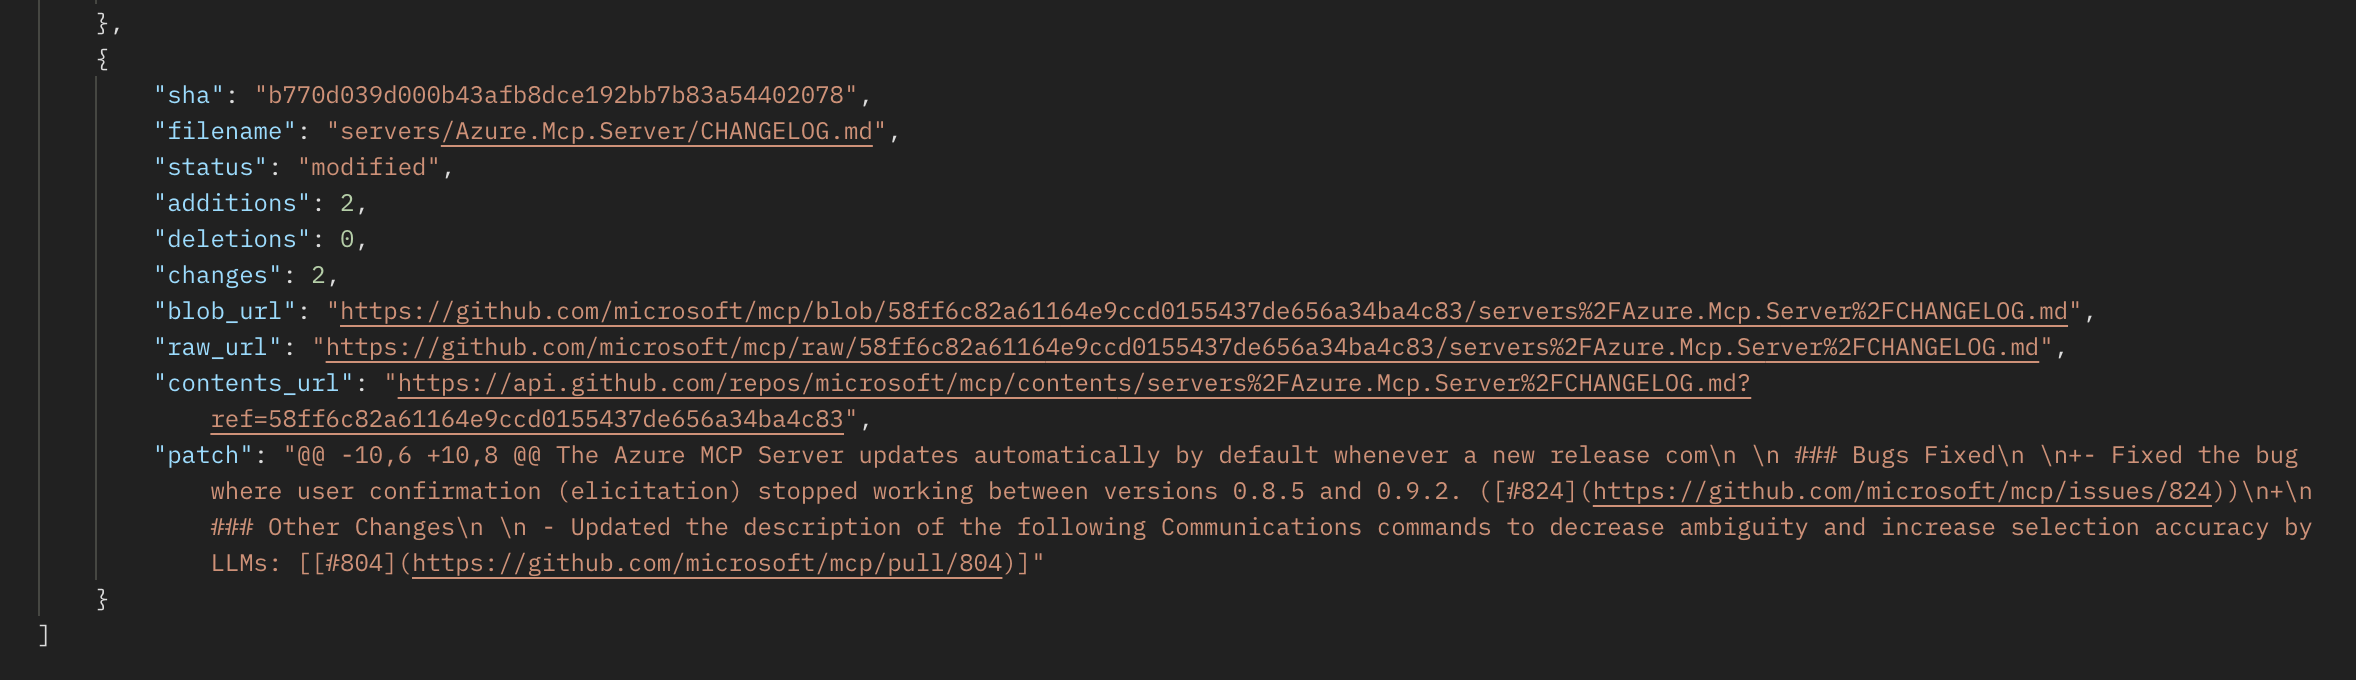 },
{
"sha": "b770d039d000b43afb8dce192bb7b83a54402078",
"filename": "servers/Azure.Mcp.Server/CHANGELOG.md",
"status": "modified",
"additions": 2,
"deletions": 0,
"changes": 2,
"blob_url": "https://github.com/microsoft/mcp/blob/58ff6c82a61164e9ccd0155437de656a34ba4c83/servers%2FAzure.Mcp.Server%2FCHANGELOG.md",
"raw_url": "https://github.com/microsoft/mcp/raw/58ff6c82a61164e9ccd0155437de656a34ba4c83/servers%2FAzure.Mcp.Server%2FCHANGELOG.md",
"contents_url": "https://api.github.com/repos/microsoft/mcp/contents/servers%2FAzure.Mcp.Server%2FCHANGELOG.md?
ref=58ff6c82a61164e9ccd0155437de656a34ba4c83",
"patch": "@@ -10,6 +10,8 @@ The Azure MCP Server updates automatically by default whenever a new release com\n \n ### Bugs Fixed\n \n+- Fixed the bug
where user confirmation (elicitation) stopped working between versions 0.8.5 and 0.9.2. ([#824](https://github.com/microsoft/mcp/issues/824))\n+\n
### Other Changes\n \n - Updated the description of the following Communications commands to decrease ambiguity and increase selection accuracy by
LLMs: [[#804](https://github.com/microsoft/mcp/pull/804)]"
}
]